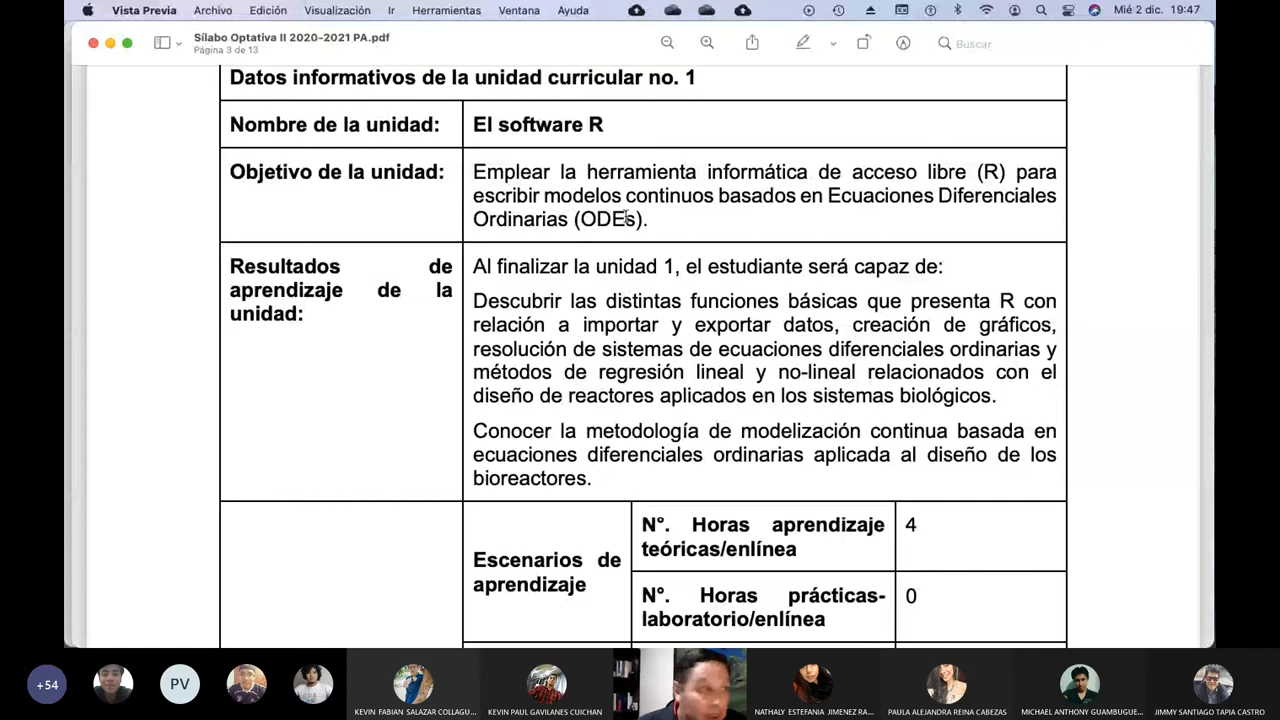 Vista Previa Archivo Edición Visualización Ir Herramientas Ventana Ayuda Mié 2 dic. 19:47
Sílabo Optativa II 2020-2021 PA.pdf
Página 3 de 13
Buscar
Datos informativos de la unidad curricular no. 1
Nombre de la unidad: El software R
Objetivo de la unidad: Emplear la herramienta informática de acceso libre (R) para
escribir modelos continuos basados en Ecuaciones Diferenciales
Ordinarias (ODEs).
Resultados de
aprendizaje de la
unidad:
Al finalizar la unidad 1, el estudiante será capaz de:
Descubrir las distintas funciones básicas que presenta R con
relación a importar y exportar datos, creación de gráficos,
resolución de sistemas de ecuaciones diferenciales ordinarias y
métodos de regresión lineal y no-lineal relacionados con el
diseño de reactores aplicados en los sistemas biológicos.
Conocer la metodología de modelización continua basada en
ecuaciones diferenciales ordinarias aplicada al diseño de los
bioreactores.
Escenarios de
aprendizaje
N°. Horas aprendizaje
teóricas/enlínea
4
N°. Horas prácticas-
laboratorio/enlínea
0
+54
PV
KEVIN FABIAN SALAZAR COLLAGU...
KEVIN PAUL GAVILANES CUICHAN
NATHALY ESTEFANIA JIMENEZ RA...
PAULA ALEJANDRA REINA CABEZAS
MICHAEL ANTHONY GUAMBUGUE...
JIMMY SANTIAGO TAPIA CASTRO